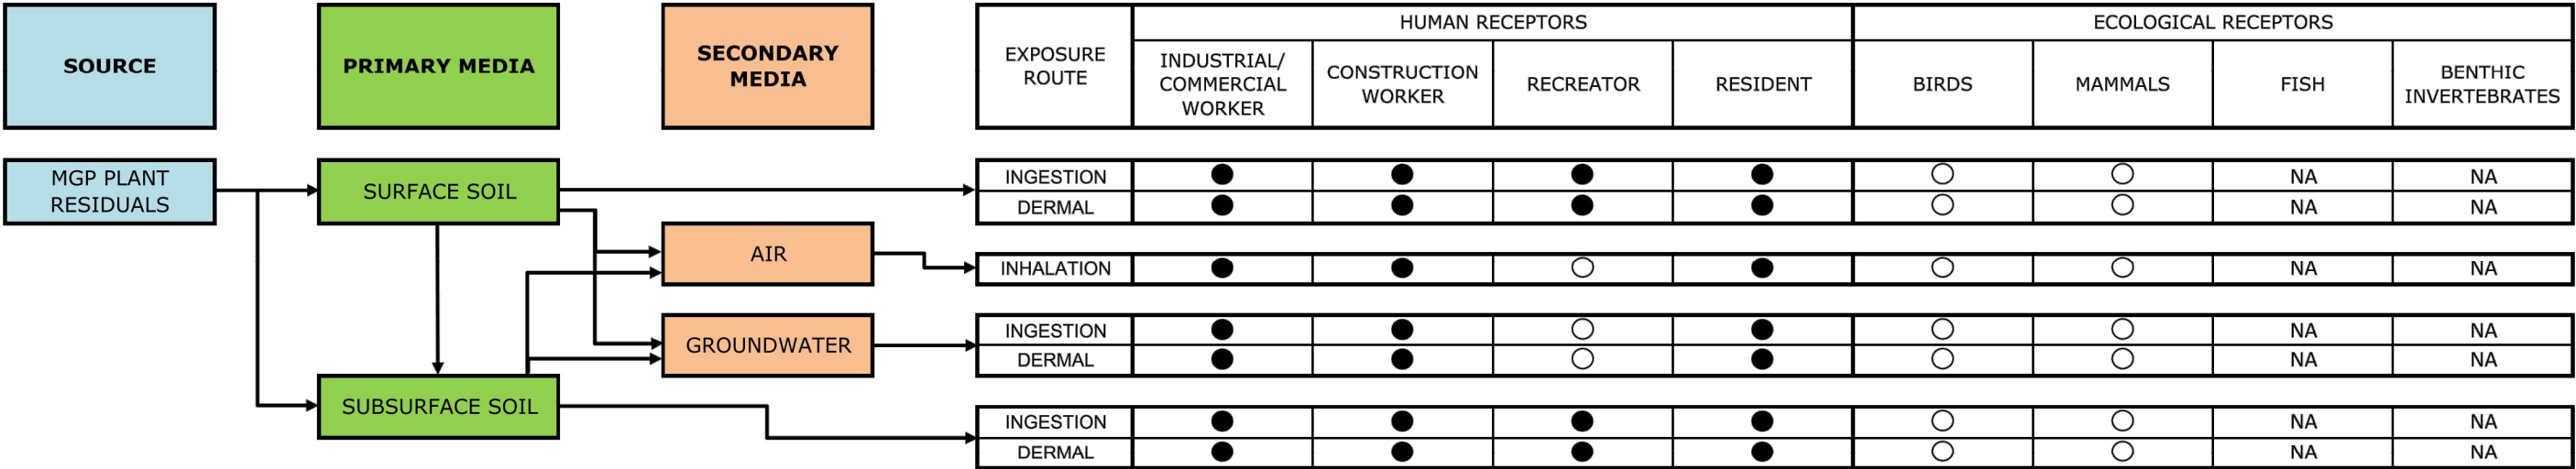 SOURCE
PRIMARY MEDIA
SECONDARY
MEDIA
EXPOSURE
ROUTE
HUMAN RECEPTORS
INDUSTRIAL/
COMMERCIAL
WORKER
CONSTRUCTION
WORKER
RECREATOR
RESIDENT
ECOLOGICAL RECEPTORS
BIRDS
MAMMALS
FISH
BENTHIC
INVERTEBRATES
MGP PLANT
RESIDUALS
SURFACE SOIL
INGESTION NA NA
DERMAL NA NA
AIR
INHALATION NA NA
GROUNDWATER
INGESTION NA NA
DERMAL NA NA
SUBSURFACE SOIL
INGESTION NA NA
DERMAL NA NA